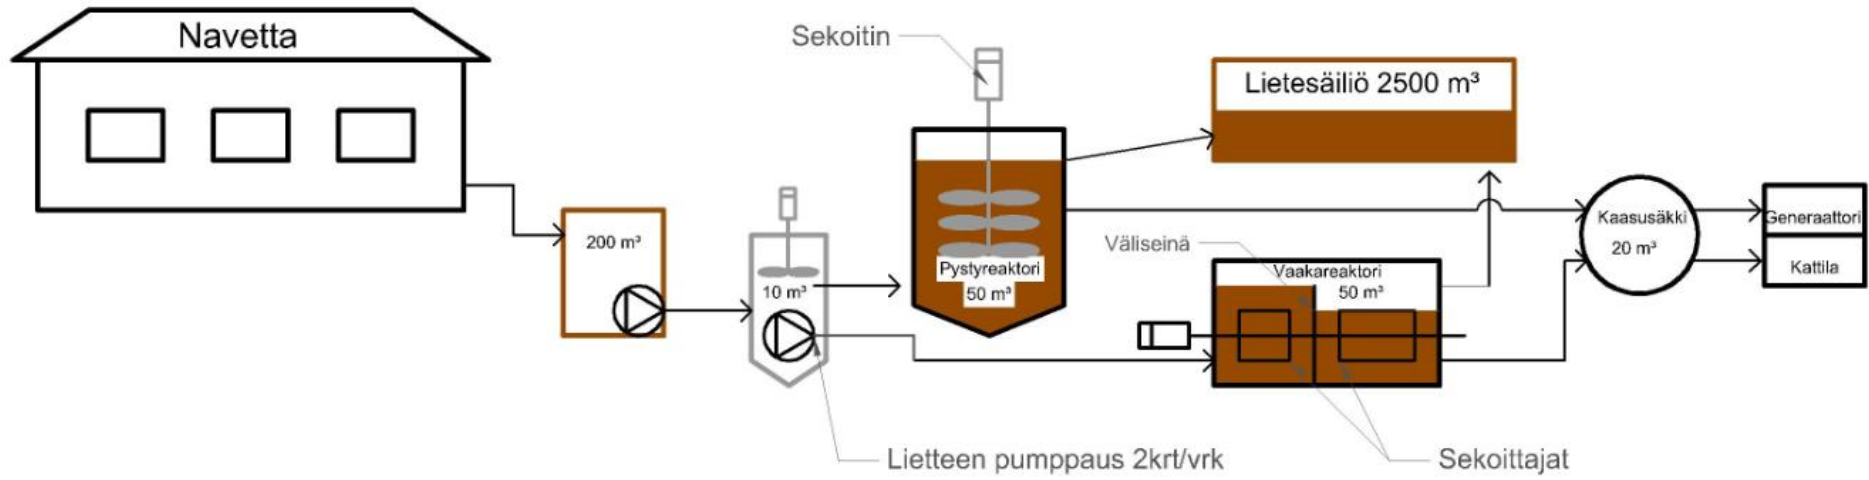 Navetta
Sekoitin
Lietesäiliö 2500 m³
200 m³
10 m³
Pystyreaktori
50 m³
Väliseinä
Vaakareaktori
50 m³
Kaasusäkki
20 m³
Generaattori
Kattila
Lietteen pumppaus 2krt/vrk
Sekoittajat